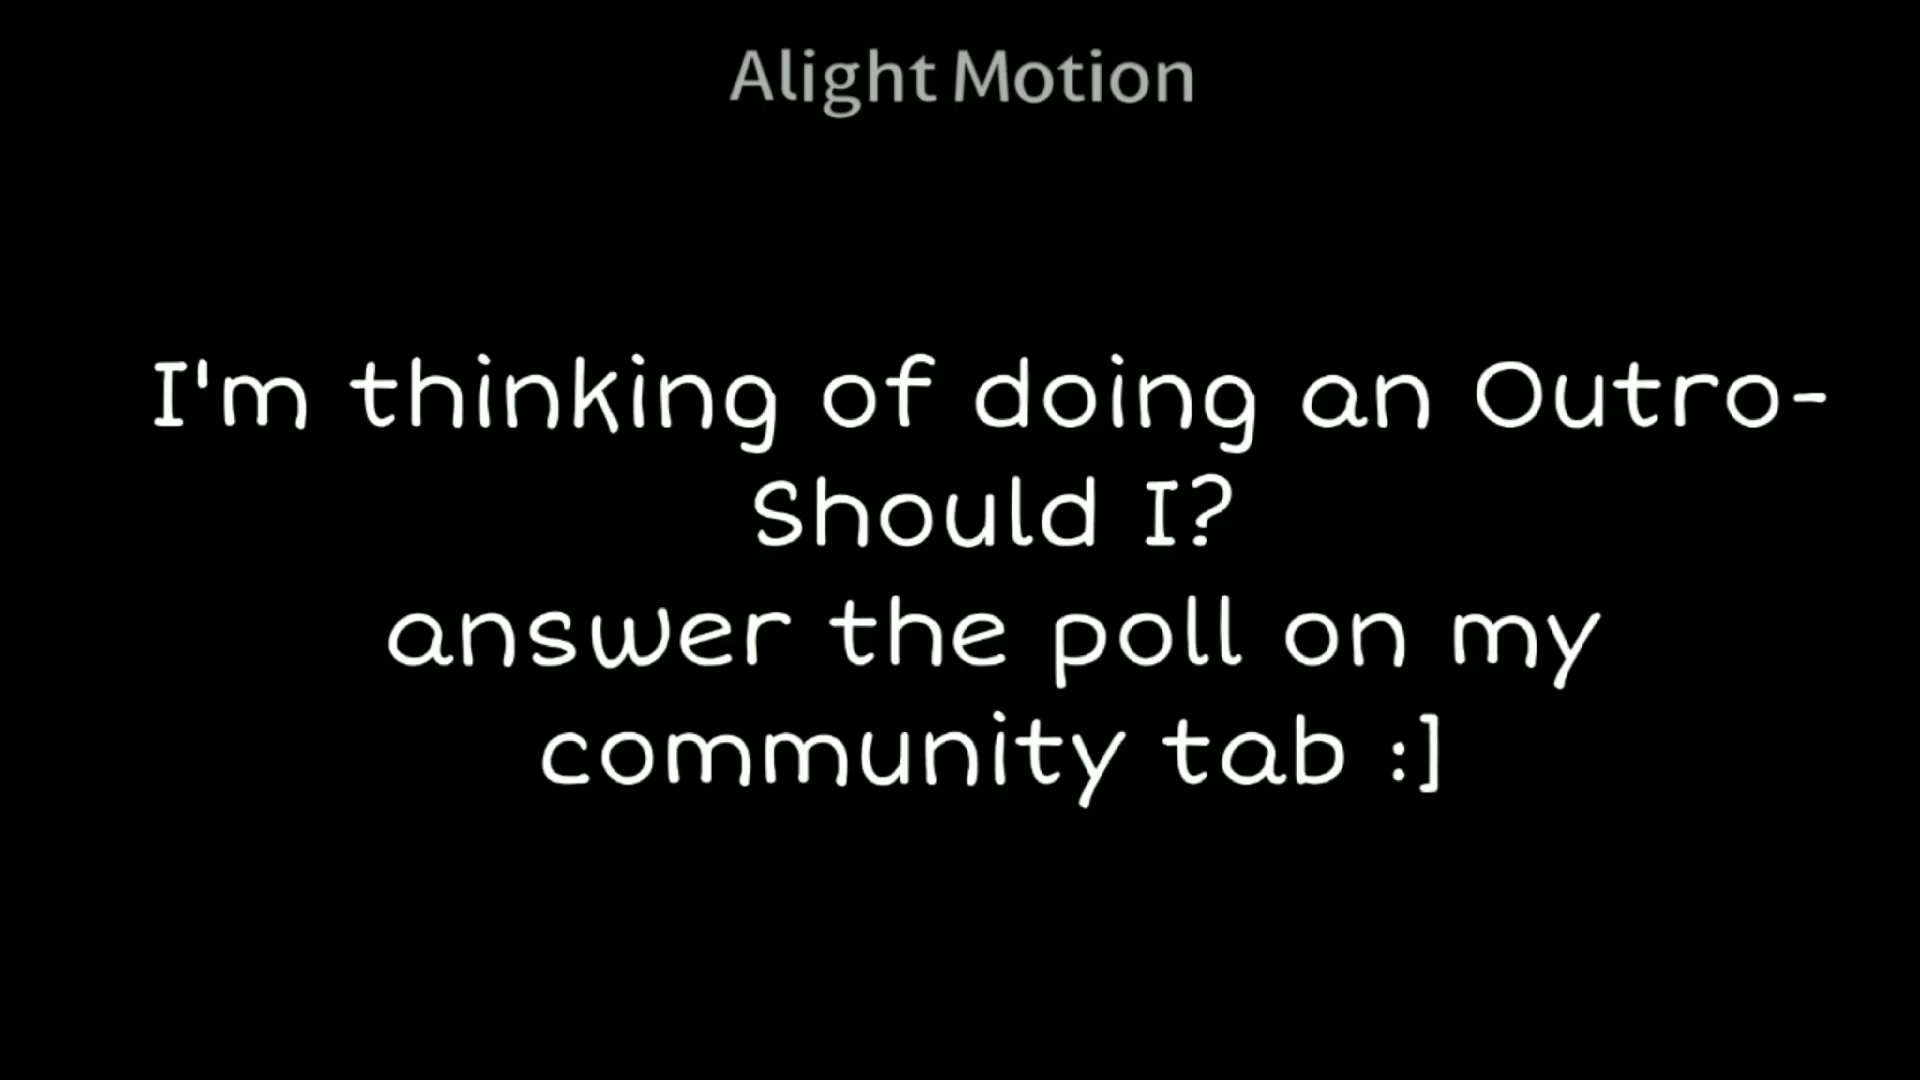 Alight Motion
I'm thinking of doing an Outro-
Should I?
answer the poll on my
community tab :]